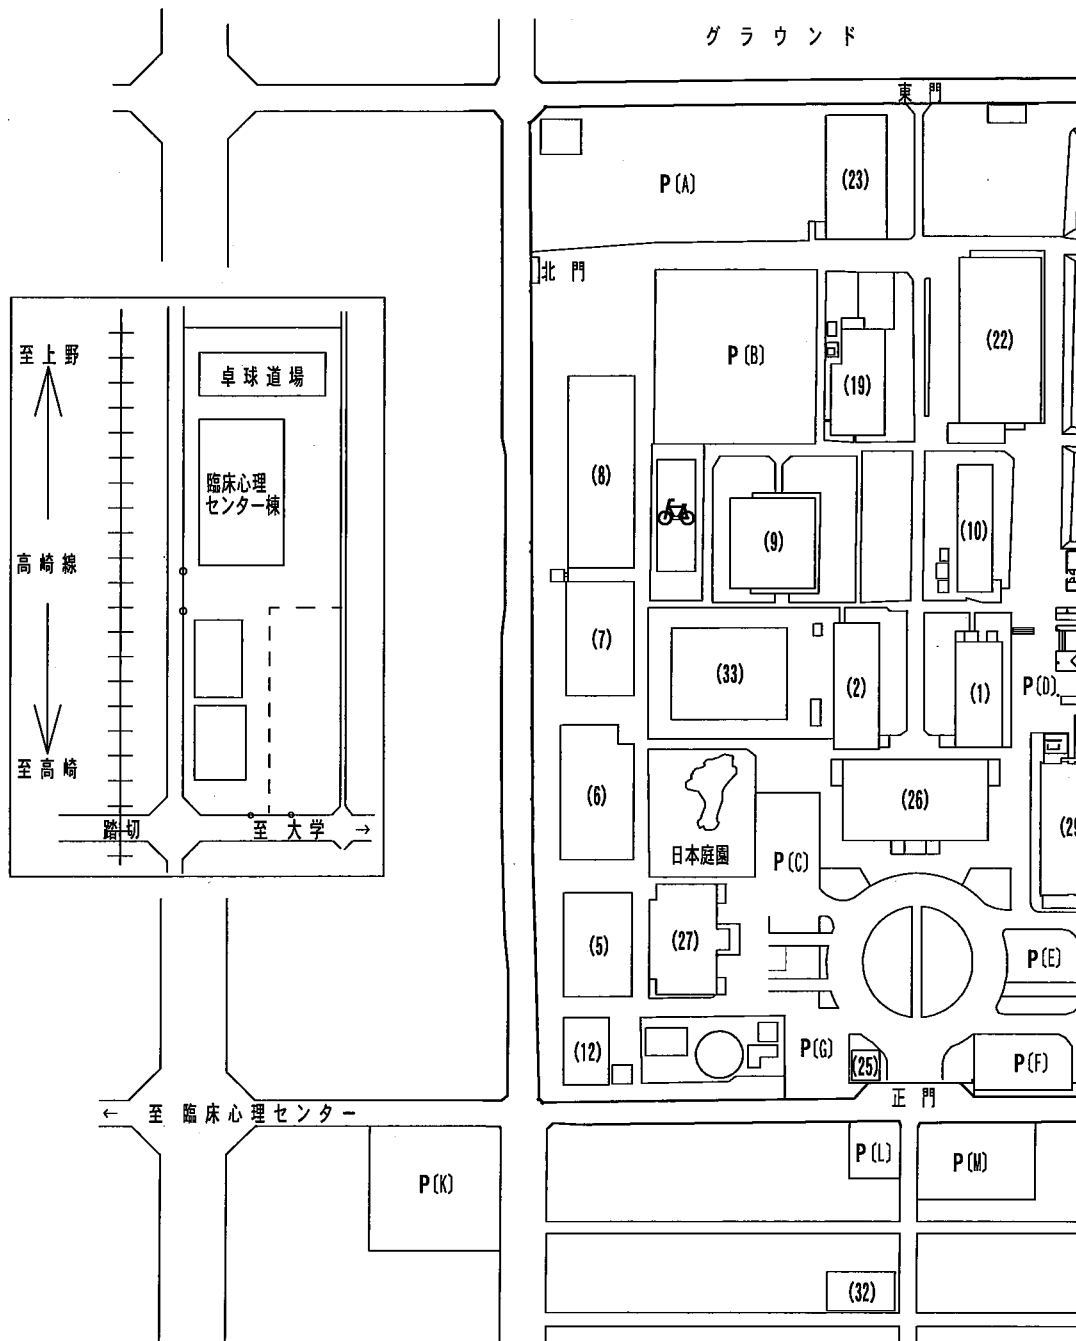 グラウンド
東門
P(A)
(23)
北門
P(B)
(19)
(22)
至上野
卓球道場
臨床心理
センター棟
高崎線
至高崎
踏切
至 大学 →
(8)
(9)
(10)
(7)
(33)
(2)
(1)
P(D)
(6)
(26)
日本庭園
P(C)
(5)
(27)
P(E)
(12)
P(G)
(25)
P(F)
正門
← 至 臨床心理センター
P(K)
P(L)
P(M)
(32)